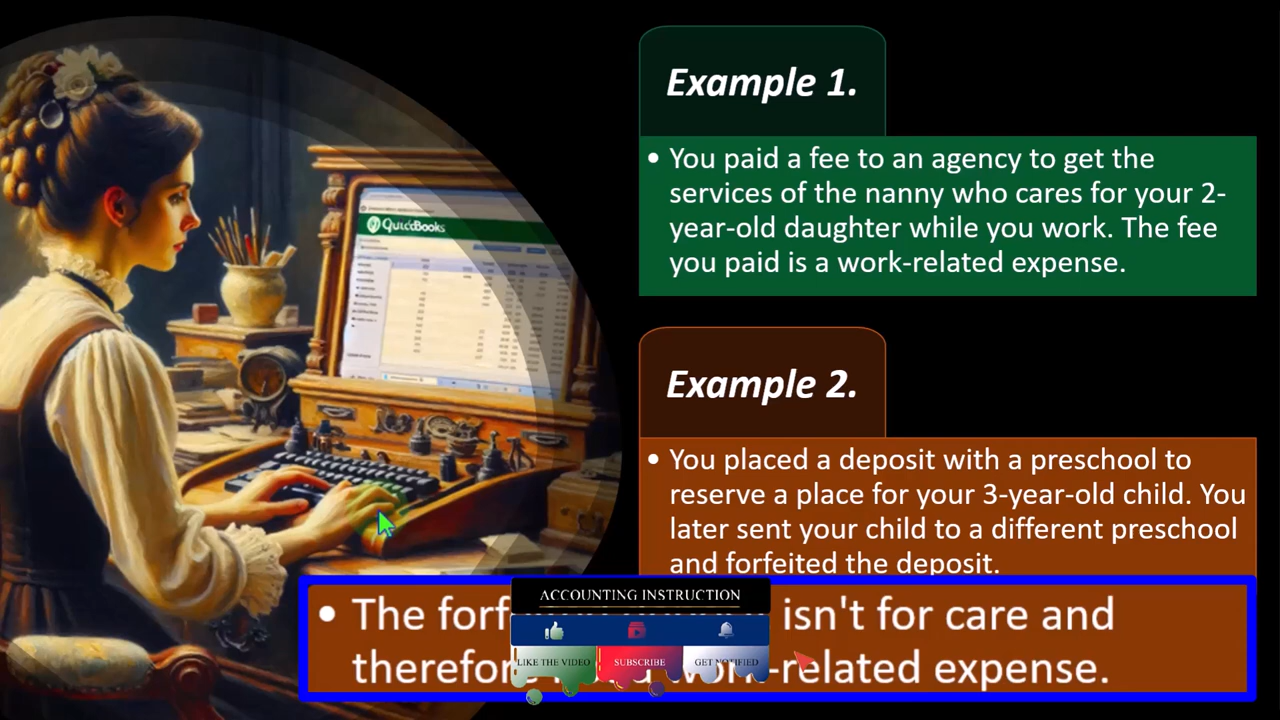 Example 1.
• You paid a fee to an agency to get the
services of the nanny who cares for your 2-
year-old daughter while you work. The fee
you paid is a work-related expense.
QuickBooks
Example 2.
• You placed a deposit with a preschool to
reserve a place for your 3-year-old child. You
later sent your child to a different preschool
and forfeited the deposit.
• The isn't for care and
work-related expense.
ACCOUNTING INSTRUCTION
LIKE THE VIDEO SUBSCRIBE GET NOTIFIED